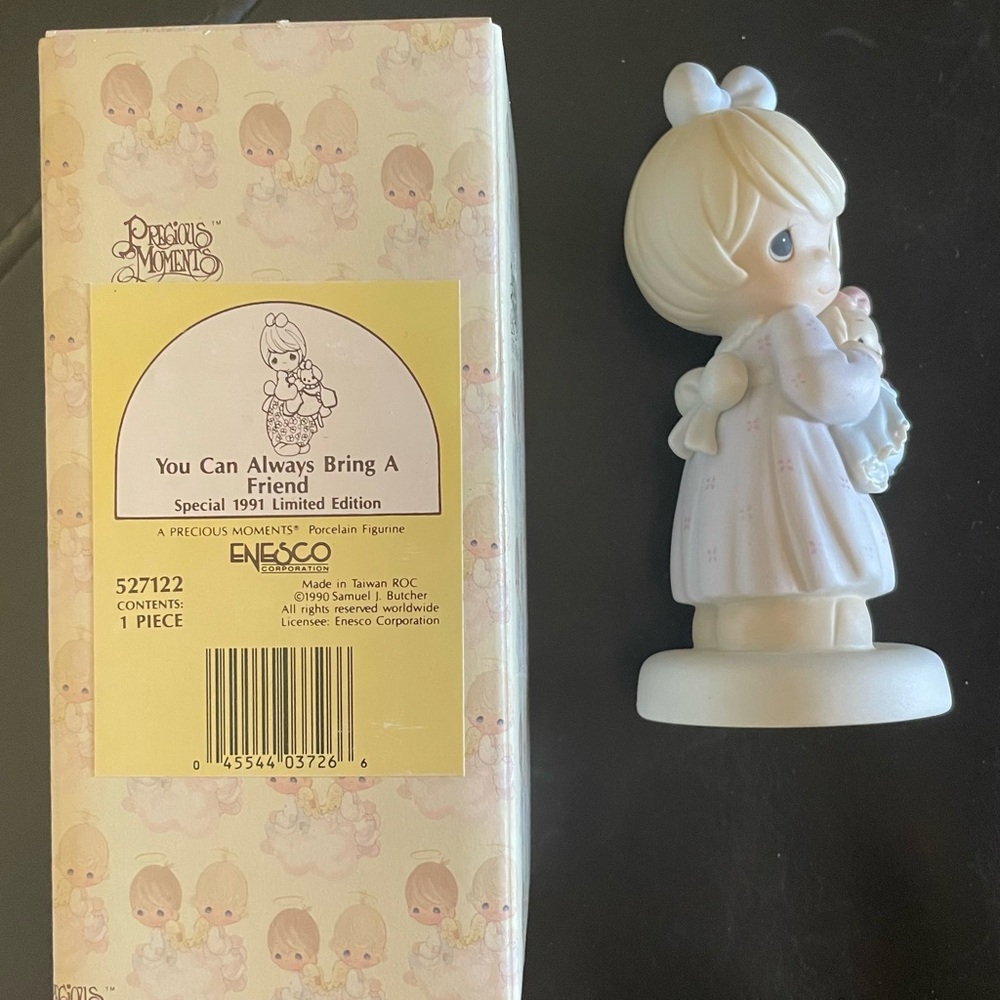 PRECIOUS MOMENTS™
You Can Always Bring A
Friend
Special 1991 Limited Edition
A PRECIOUS MOMENTS® Porcelain Figurine
ENESCO
CORPORATION
527122
CONTENTS:
1 PIECE
Made in Taiwan ROC
©1990 Samuel J. Butcher
All rights reserved worldwide
Licensee: Enesco Corporation
0 45544 03726 6